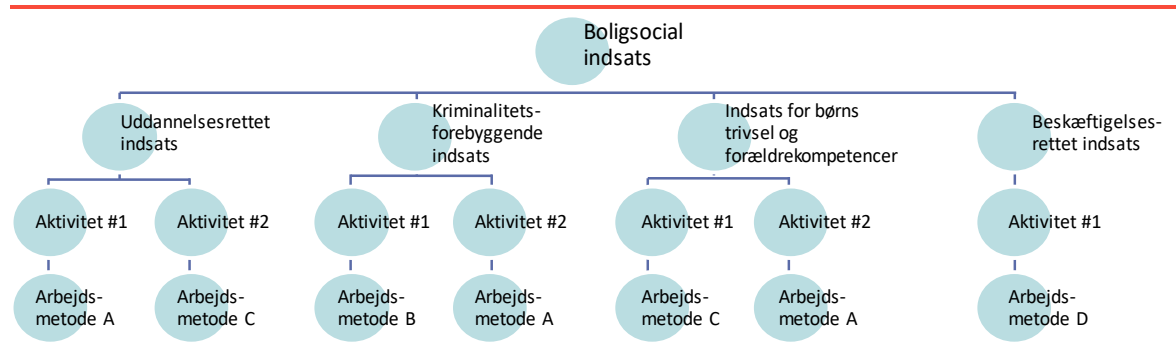 Boligsocial
indsats
Uddannelsesrettet
indsats
Kriminalitets-
forebyggende
indsats
Indsats for børns
trivsel og
forældrekompetencer
Beskæftigelses-
rettet indsats
Aktivitet #1
Aktivitet #2
Aktivitet #1
Aktivitet #2
Aktivitet #1
Aktivitet #2
Aktivitet #1
Arbejds-
metode A
Arbejds-
metode C
Arbejds-
metode B
Arbejds-
metode A
Arbejds-
metode C
Arbejds-
metode A
Arbejds-
metode D